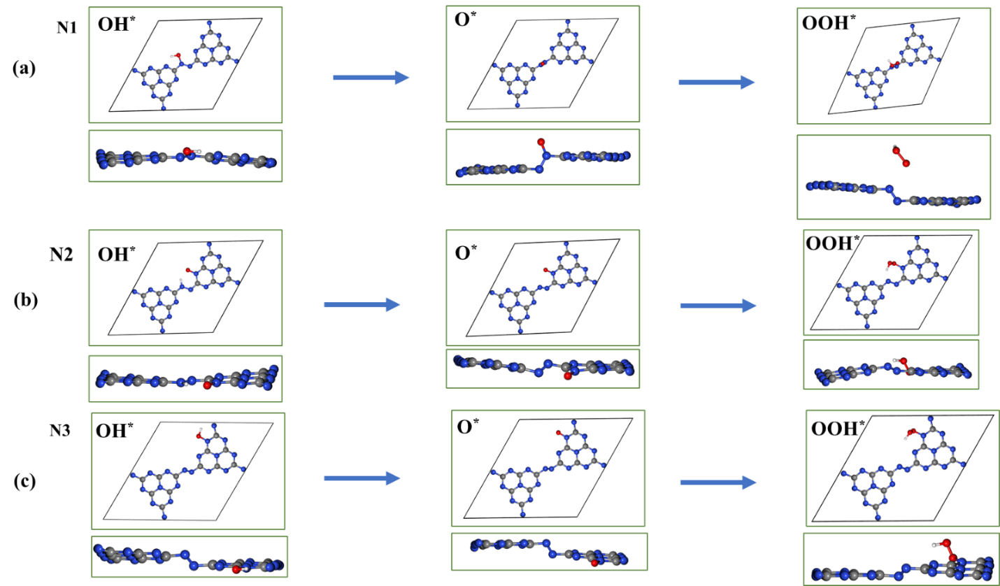 N1 OH* O* OOH*
(a)
N2 OH* O* OOH*
(b)
N3 OH* O* OOH*
(c)